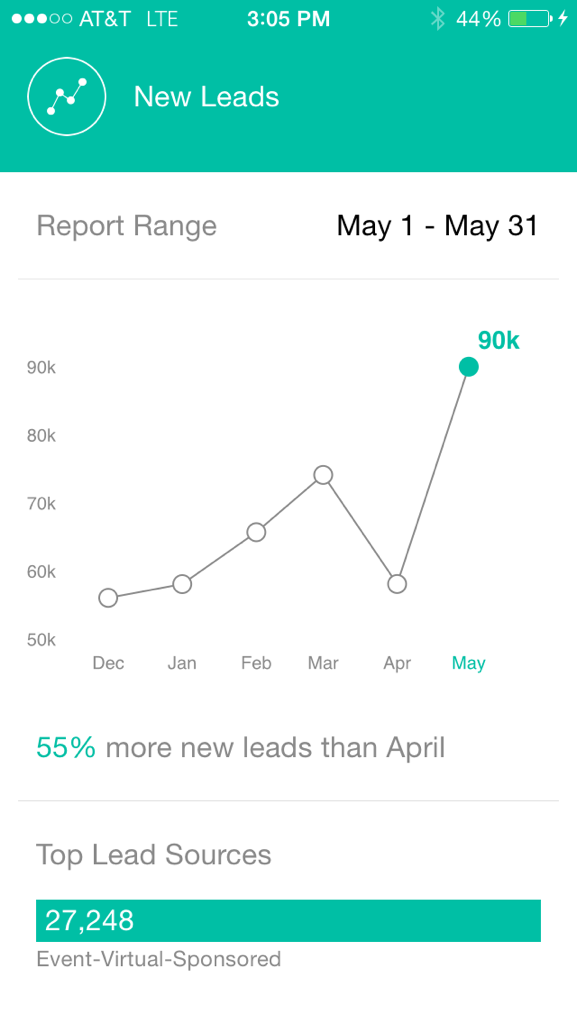 AT&T LTE 3:05 PM 44%
New Leads
Report Range May 1 - May 31
90k
90k
80k
70k
60k
50k
Dec Jan Feb Mar Apr May
55% more new leads than April
Top Lead Sources
27,248
Event-Virtual-Sponsored